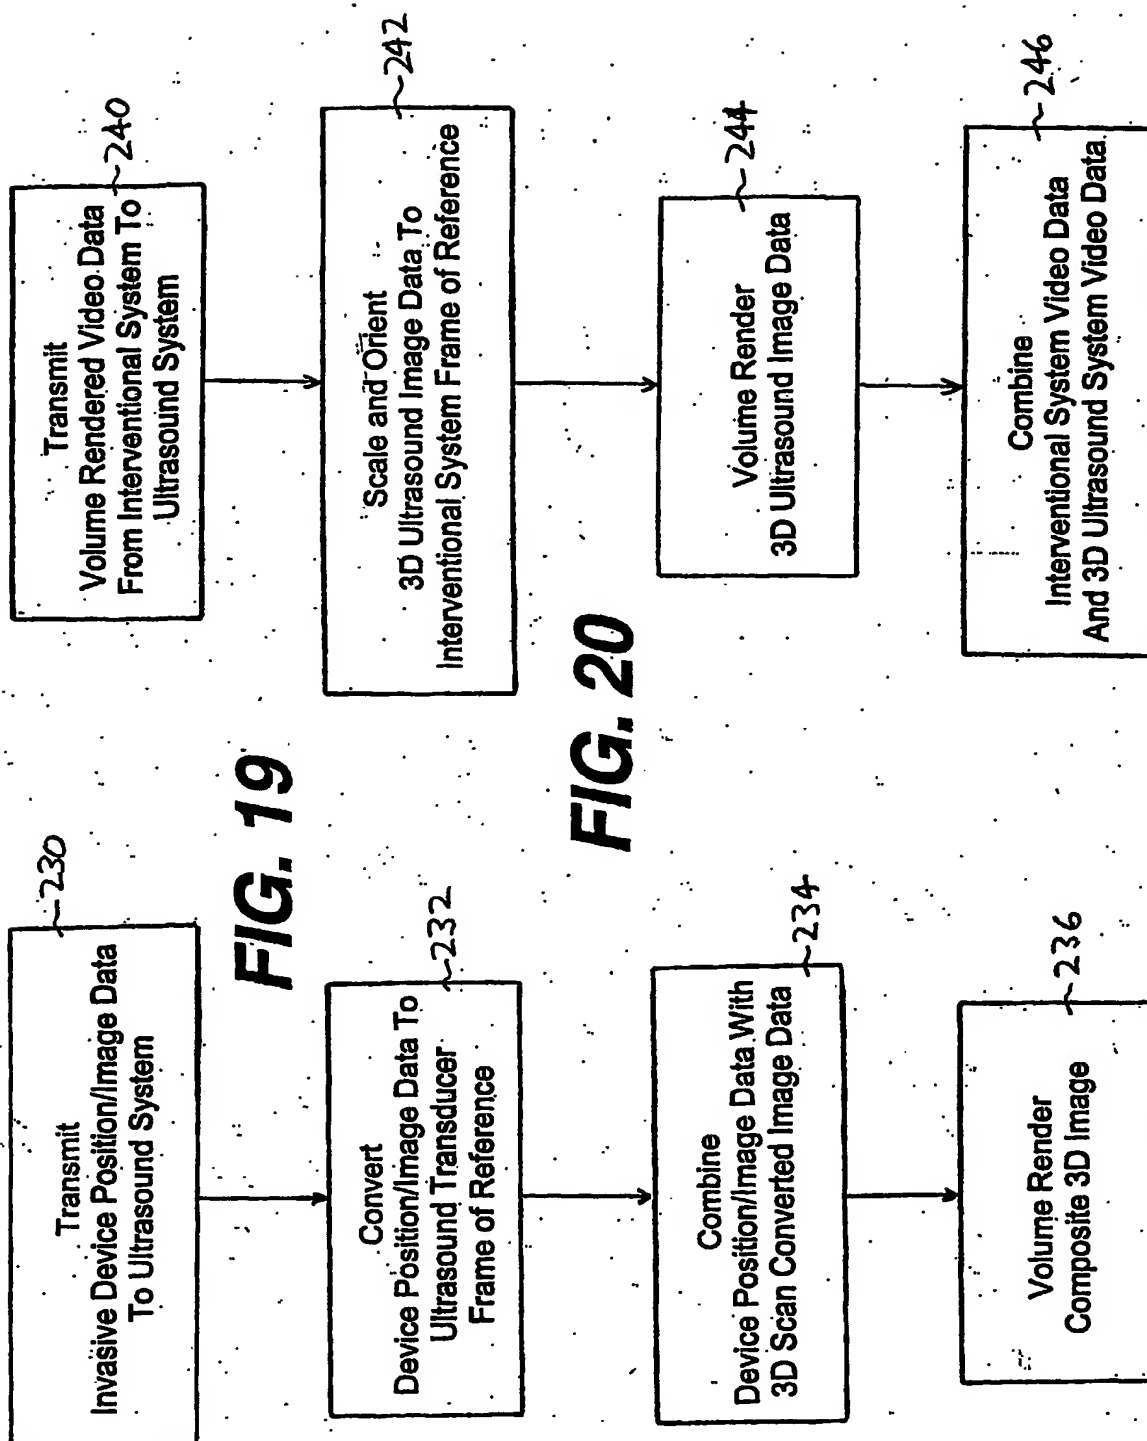 230
Transmit
Invasive Device Position/Image Data
To Ultrasound System
232
Convert
Device Position/Image Data To
Ultrasound Transducer
Frame of Reference
234
Combine
Device Position/Image Data With
3D Scan Converted Image Data
236
Volume Render
Composite 3D Image
FIG. 19
240
Transmit
Volume Rendered Video Data
From Interventional System To
Ultrasound System
242
Scale and Orient
3D Ultrasound Image Data To
Interventional System Frame of Reference
244
Volume Render
3D Ultrasound Image Data
246
Combine
Interventional System Video Data
And 3D Ultrasound System Video Data
FIG. 20